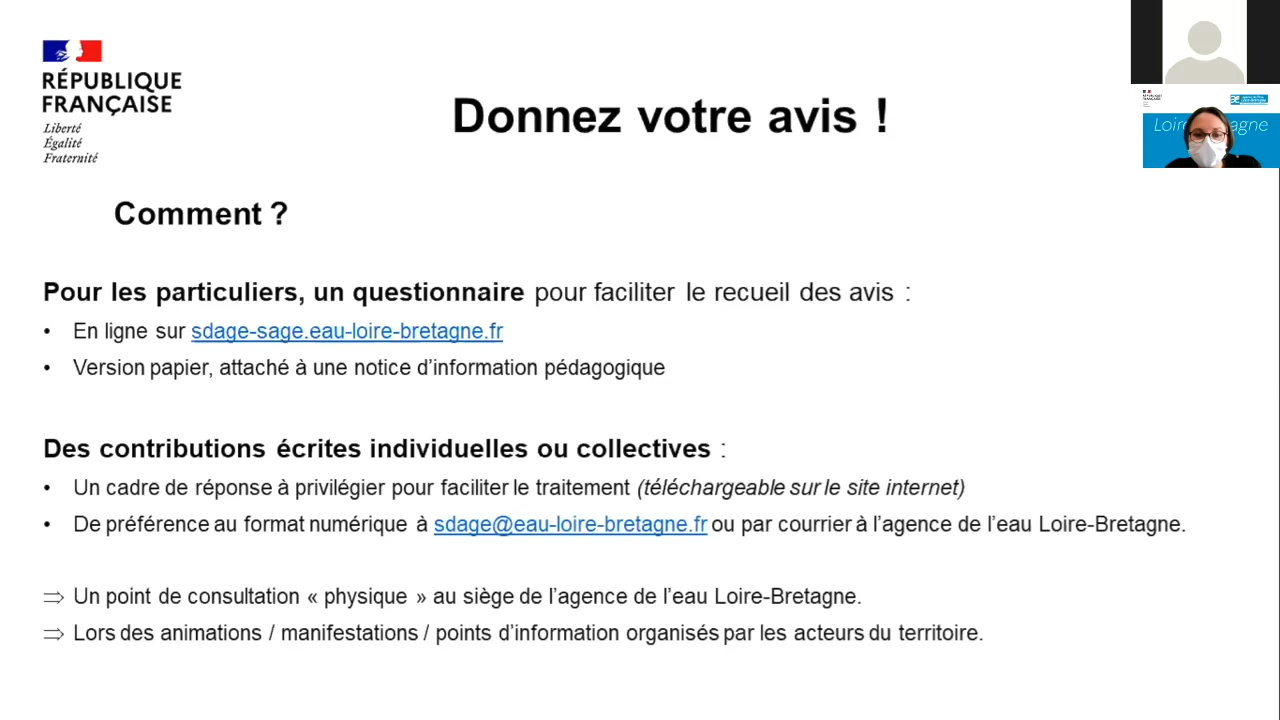 RÉPUBLIQUE
FRANÇAISE
Liberté
Égalité
Fraternité
Donnez votre avis !
Comment ?
Pour les particuliers, un questionnaire pour faciliter le recueil des avis :
• En ligne sur sdage-sage.eau-loire-bretagne.fr
• Version papier, attaché à une notice d’information pédagogique
Des contributions écrites individuelles ou collectives :
• Un cadre de réponse à privilégier pour faciliter le traitement (téléchargeable sur le site internet)
• De préférence au format numérique à sdage@eau-loire-bretagne.fr ou par courrier à l’agence de l’eau Loire-Bretagne.
⇒ Un point de consultation « physique » au siège de l’agence de l’eau Loire-Bretagne.
⇒ Lors des animations / manifestations / points d’information organisés par les acteurs du territoire.